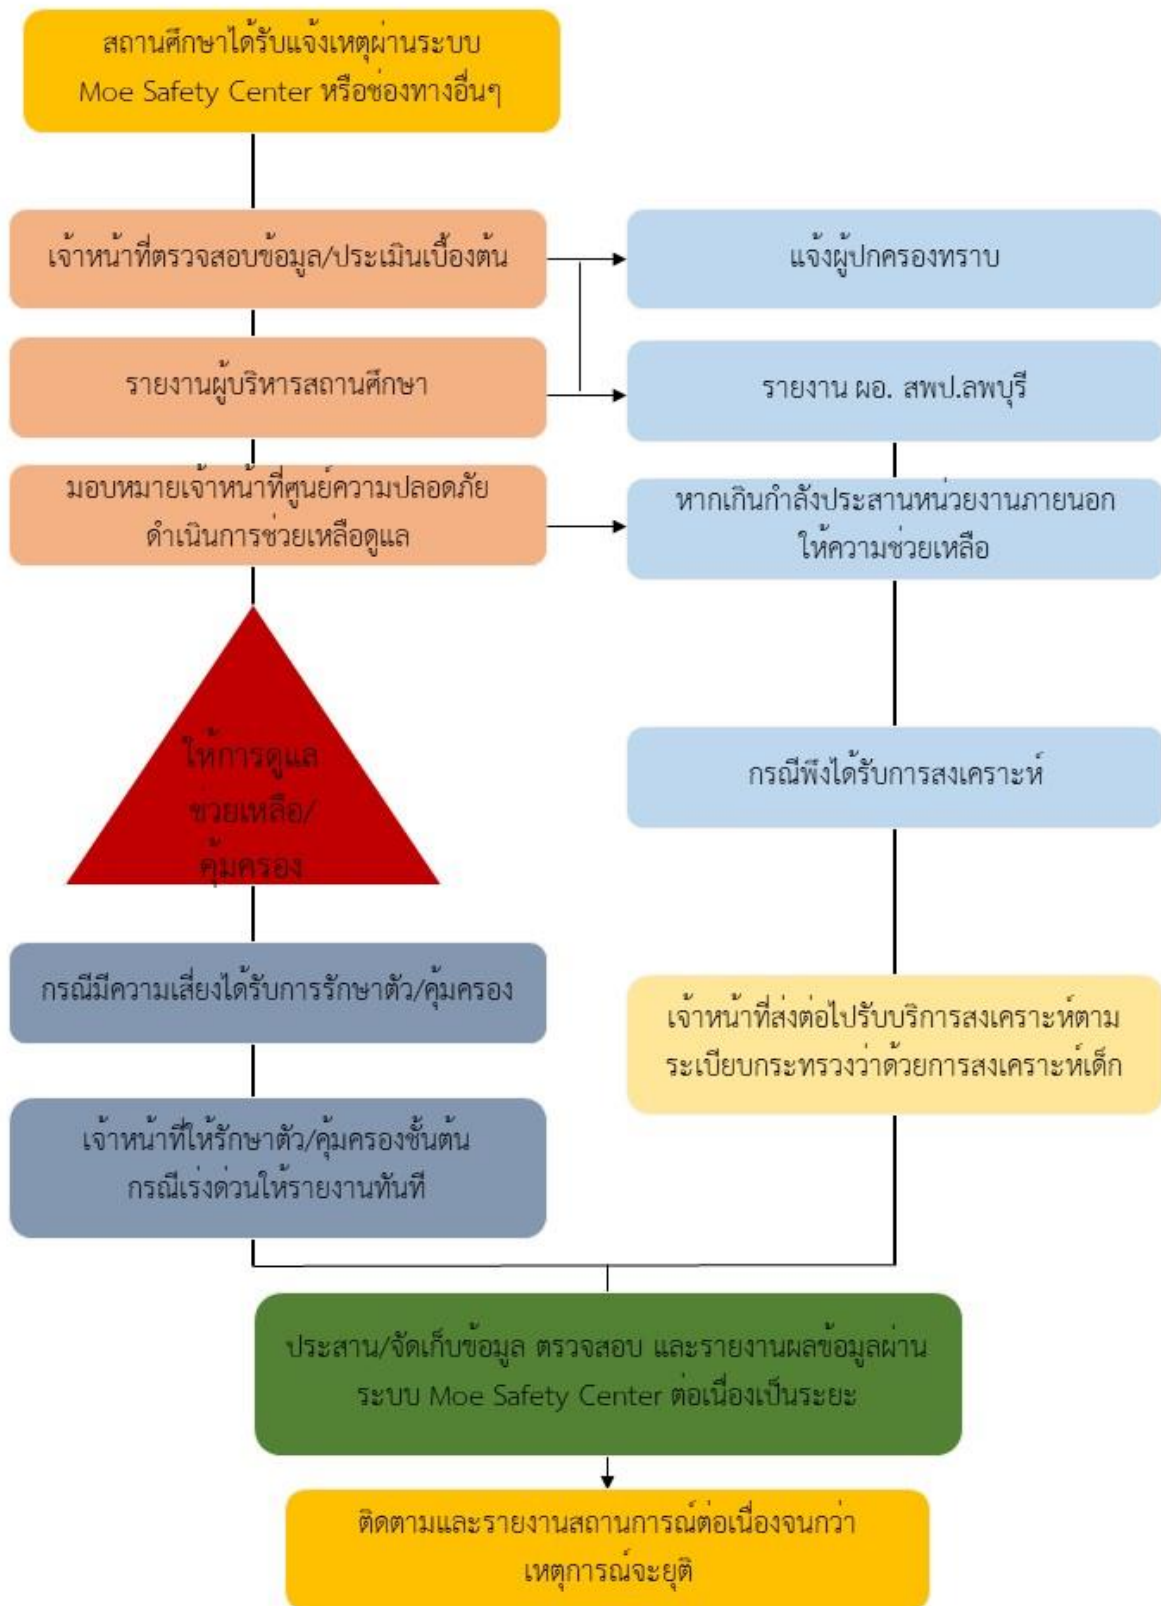 สถานศึกษาได้รับแจ้งเหตุผ่านระบบ
Moe Safety Center หรือช่องทางอื่นๆ
เจ้าหน้าที่ตรวจสอบข้อมูล/ประเมินเบื้องต้น
แจ้งผู้ปกครองทราบ
รายงานผู้บริหารสถานศึกษา
รายงาน ผอ. สพป.ลพบุรี
มอบหมายเจ้าหน้าที่ศูนย์ความปลอดภัย
ดำเนินการช่วยเหลือดูแล
หากเกินกำลังประสานหน่วยงานภายนอก
ให้ความช่วยเหลือ
ให้การดูแล
ช่วยเหลือ/
คุ้มครอง
กรณีพึงได้รับการสงเคราะห์
กรณีมีความเสี่ยงได้รับการรักษาตัว/คุ้มครอง
เจ้าหน้าที่ส่งต่อไปรับบริการสงเคราะห์ตาม
ระเบียบกระทรวงว่าด้วยการสงเคราะห์เด็ก
เจ้าหน้าที่ให้รักษาตัว/คุ้มครองชั้นต้น
กรณีเร่งด่วนให้รายงานทันที
ประสาน/จัดเก็บข้อมูล ตรวจสอบ และรายงานผลข้อมูลผ่าน
ระบบ Moe Safety Center ต่อเนื่องเป็นระยะ
ติดตามและรายงานสถานการณ์ต่อเนื่องจนกว่า
เหตุการณ์จะยุติ